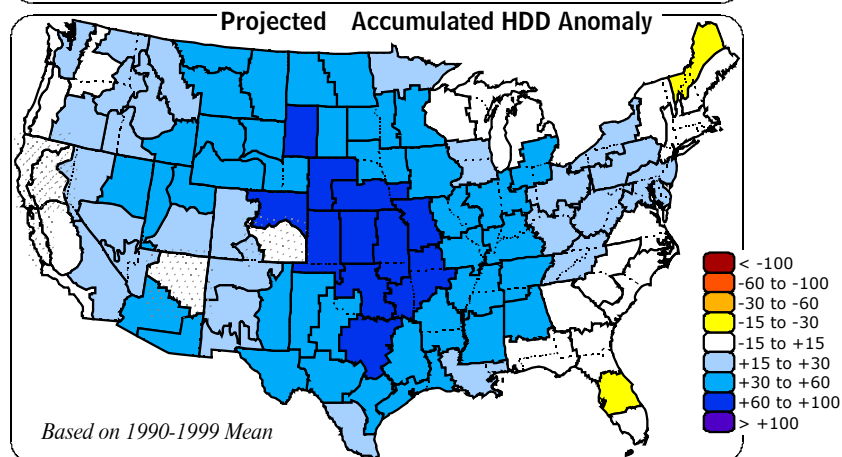 Projected Accumulated HDD Anomaly
< -100
-60 to -100
-30 to -60
-15 to -30
-15 to +15
+15 to +30
+30 to +60
+60 to +100
> +100
Based on 1990-1999 Mean